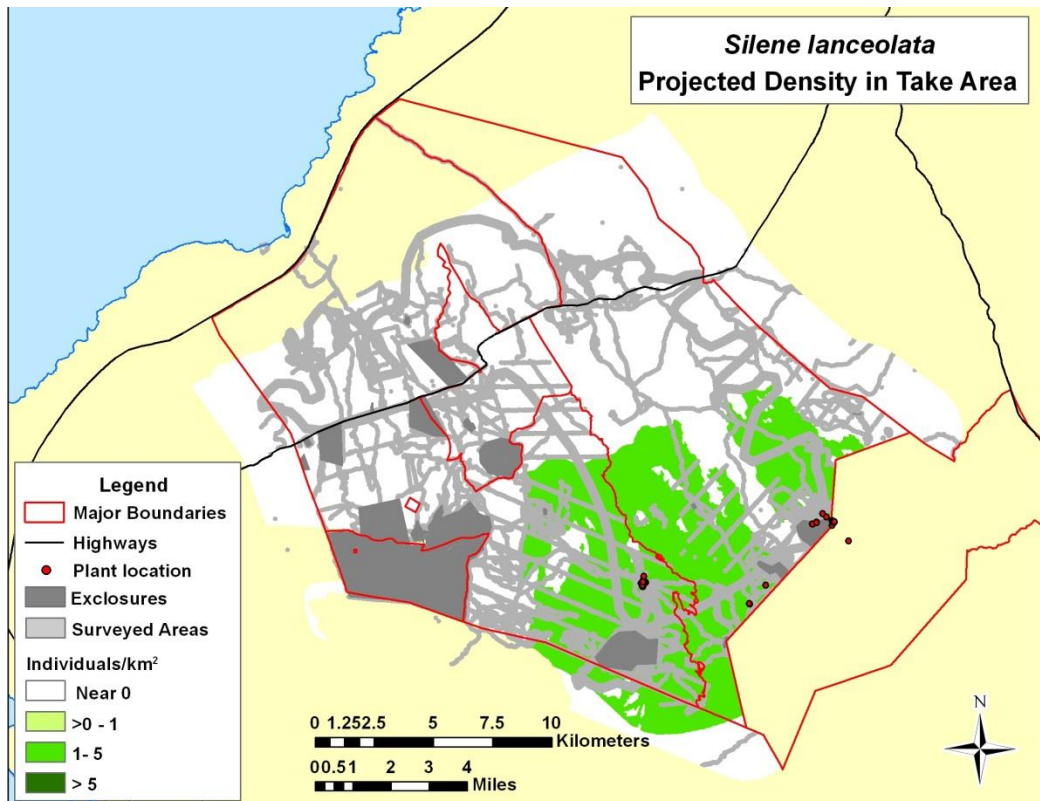 Silene lanceolata
Projected Density in Take Area
Legend
Major Boundaries
Highways
Plant location
Exclosures
Surveyed Areas
Individuals/km²
Near 0
>0 - 1
1- 5
> 5
0 1.252.5 5 7.5 10
Kilometers
00.51 2 3 4
Miles
N